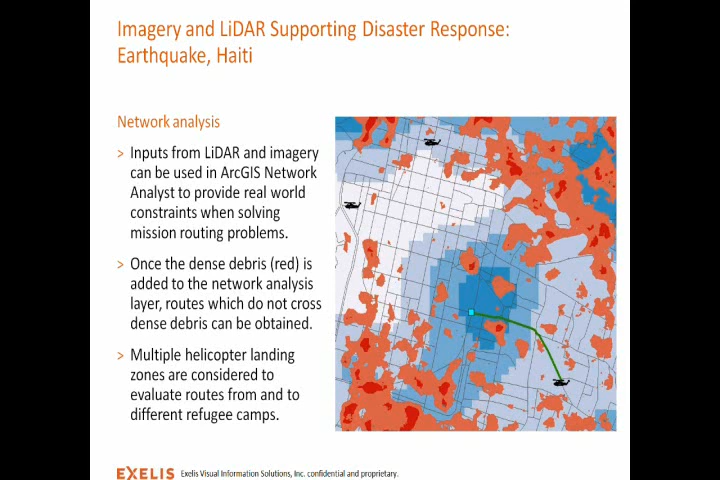 Imagery and LiDAR Supporting Disaster Response:
Earthquake, Haiti
Network analysis
> Inputs from LiDAR and imagery
can be used in ArcGIS Network
Analyst to provide real world
constraints when solving
mission routing problems.
> Once the dense debris (red) is
added to the network analysis
layer, routes which do not cross
dense debris can be obtained.
> Multiple helicopter landing
zones are considered to
evaluate routes from and to
different refugee camps.
EXELIS Exelis Visual Information Solutions, Inc. confidential and proprietary.